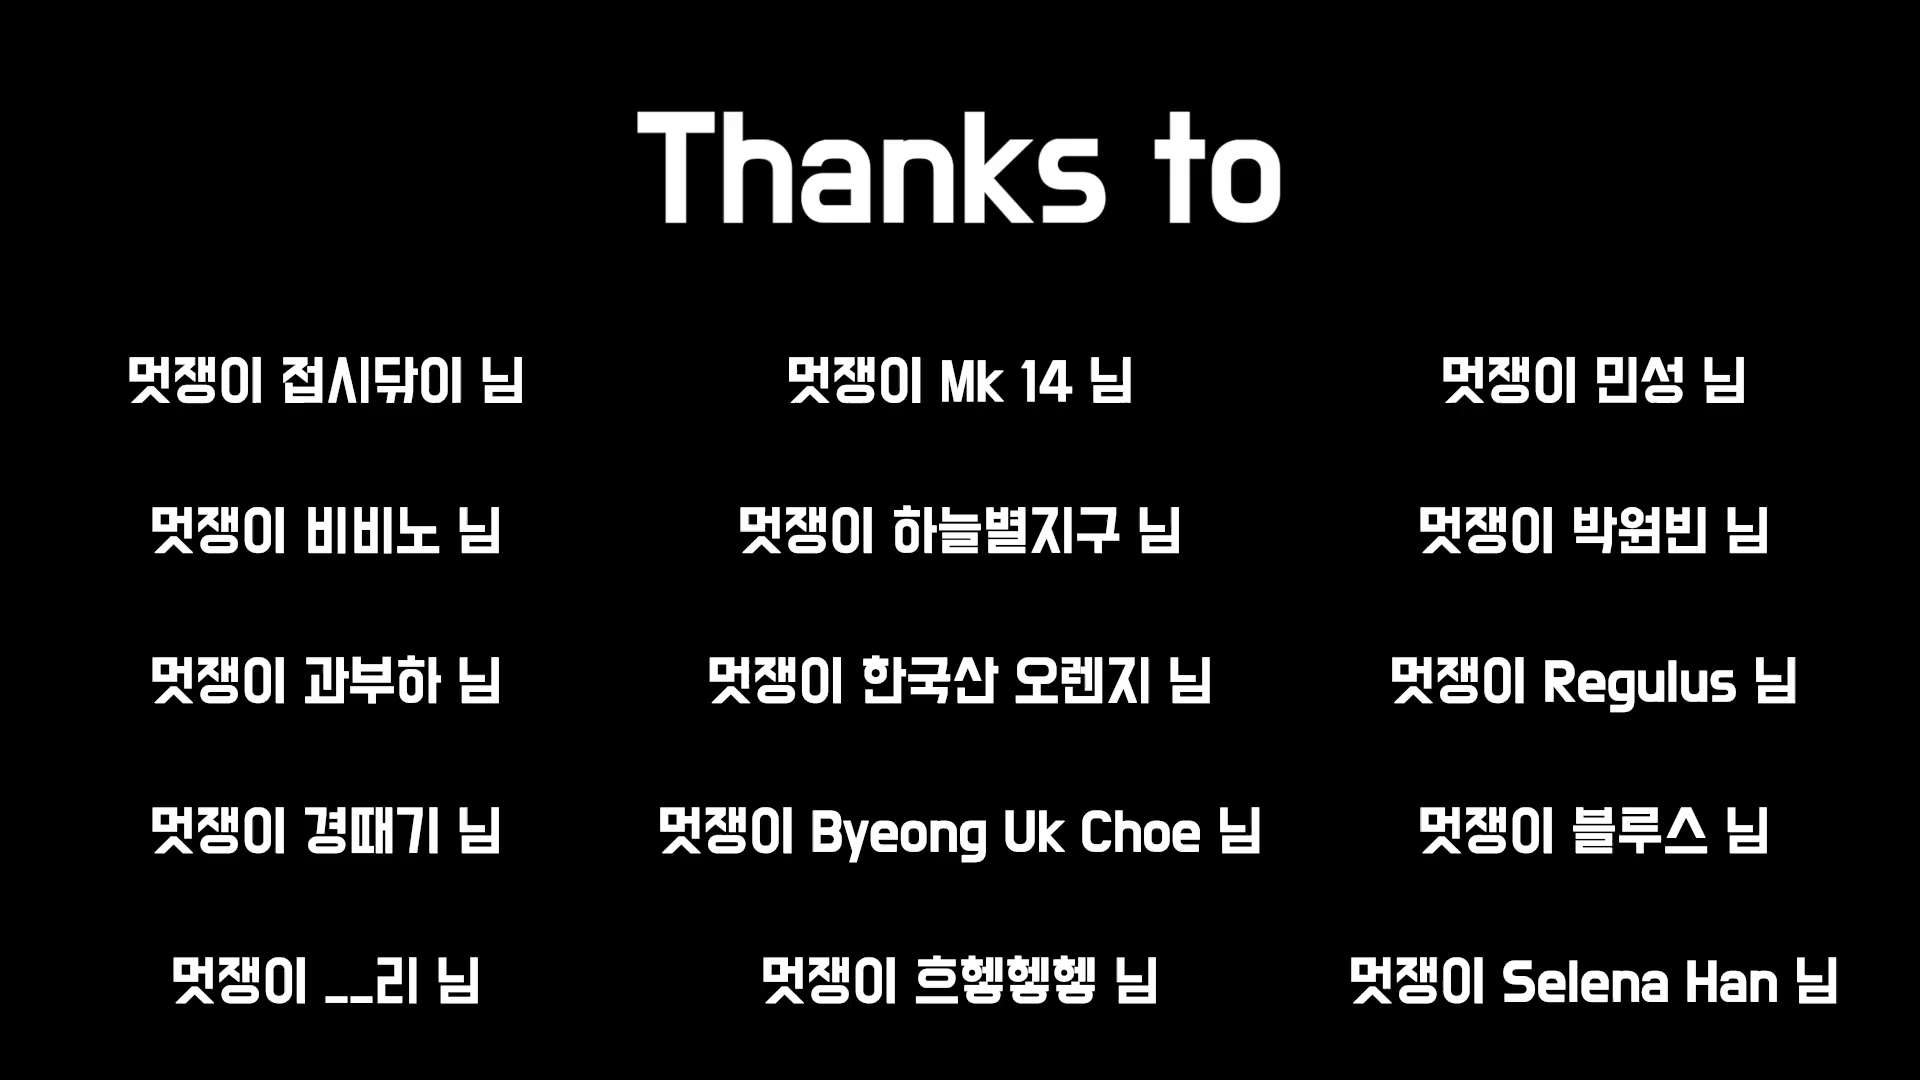 Thanks to
멋쟁이 접시닦이 님
멋쟁이 Mk 14 님
멋쟁이 민성 님
멋쟁이 비비노 님
멋쟁이 하늘별지구 님
멋쟁이 박원빈 님
멋쟁이 과부하 님
멋쟁이 한국산 오렌지 님
멋쟁이 Regulus 님
멋쟁이 경때기 님
멋쟁이 Byeong Uk Choe 님
멋쟁이 블루스 님
멋쟁이 __리 님
멋쟁이 흐헿헿헿 님
멋쟁이 Selena Han 님